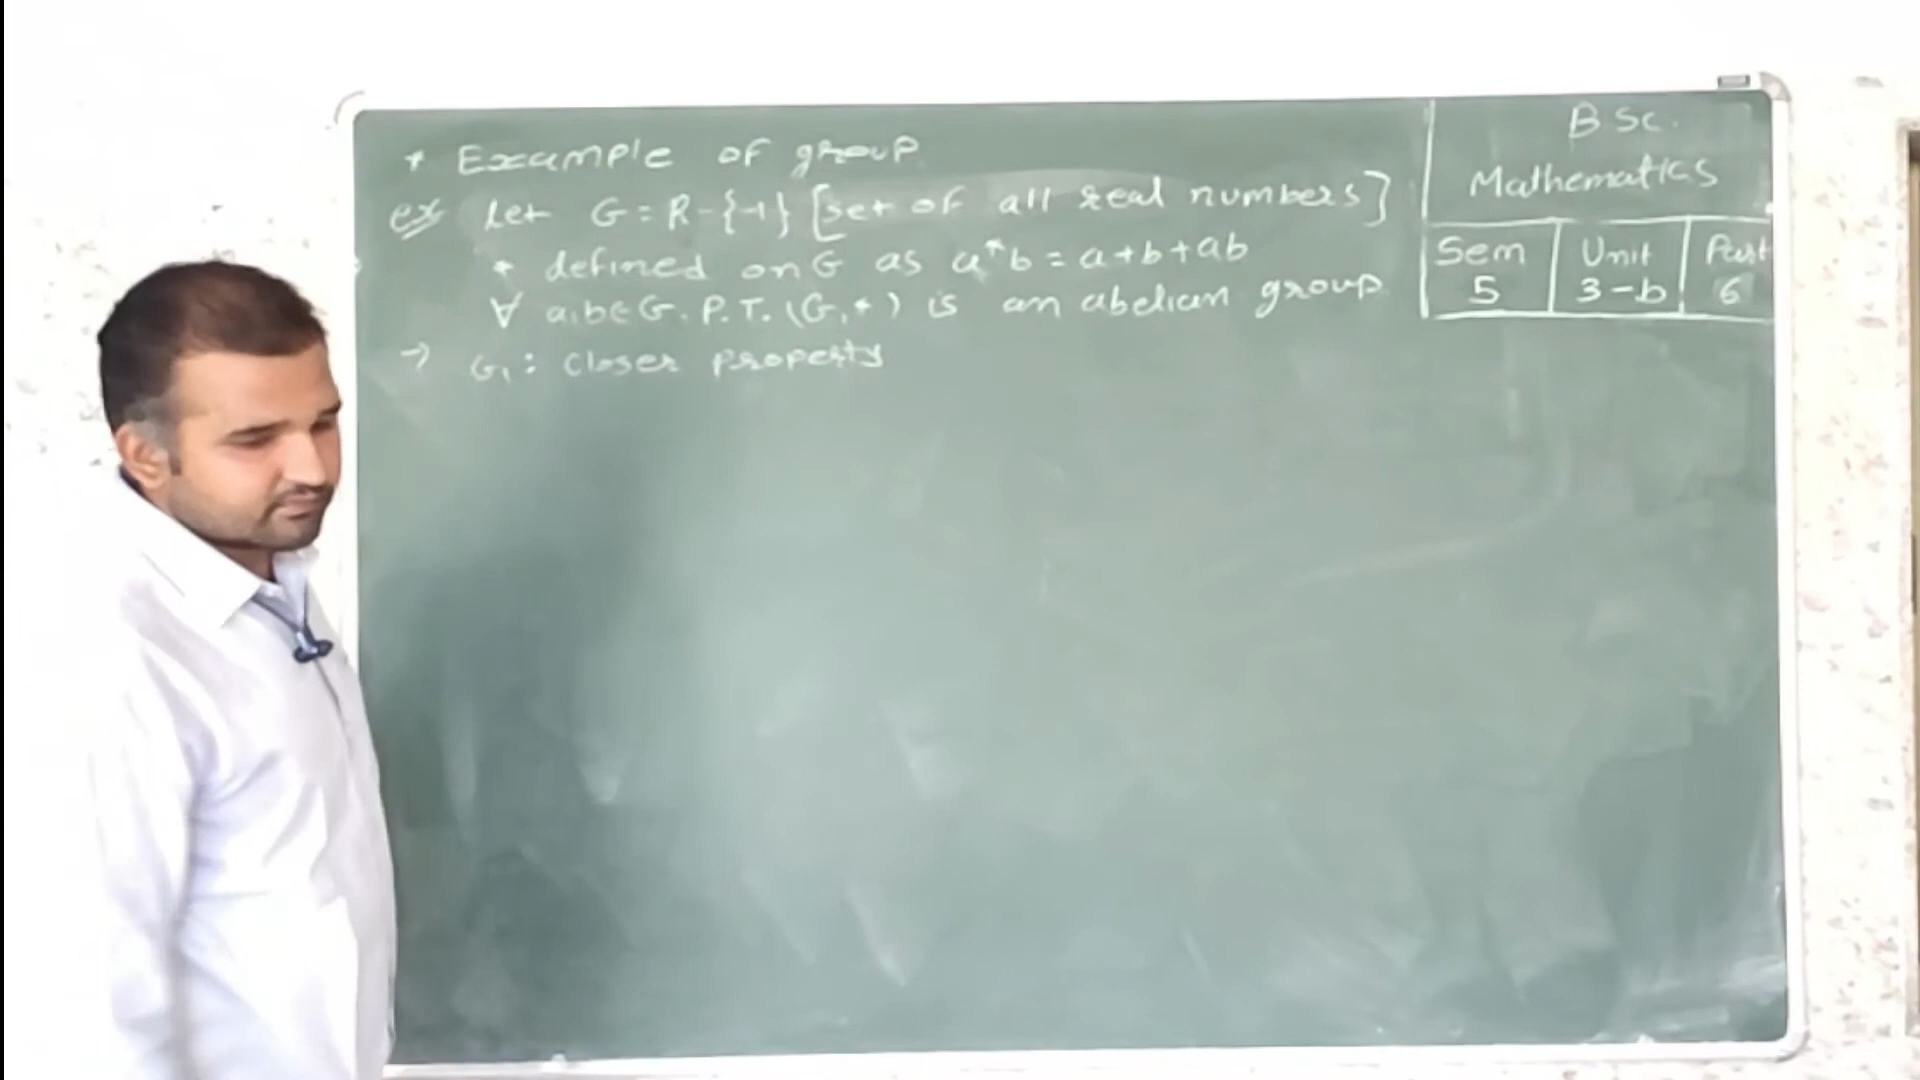 * Example of group
ex Let G = R - {-1} [set of all real numbers]
* defined on G as a * b = a + b + ab
∀ a, b ∈ G. P.T. (G, *) is an abelian group
→ G1 : Closer property
B Sc.
Mathematics
Sem Unit Part
5 3-b 6